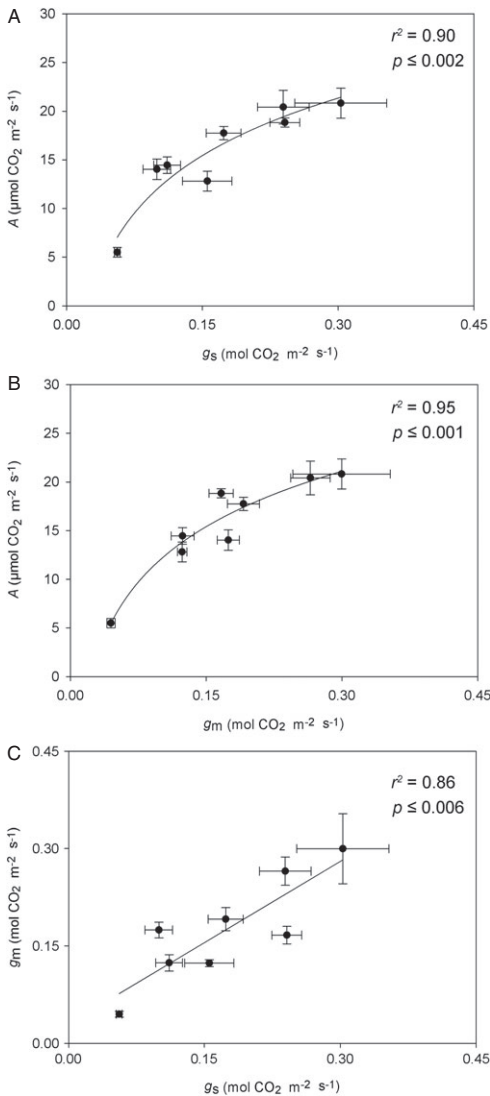 A
30
r² = 0.90
p ≤ 0.002
25
20
15
10
5
0
A (µmol CO₂ m⁻² s⁻¹)
0.00 0.15 0.30 0.45
gs (mol CO₂ m⁻² s⁻¹)
B
30
r² = 0.95
p ≤ 0.001
25
20
15
10
5
0
A (µmol CO₂ m⁻² s⁻¹)
0.00 0.15 0.30 0.45
gm (mol CO₂ m⁻² s⁻¹)
C
0.45
r² = 0.86
p ≤ 0.006
0.30
0.15
0.00
gm (mol CO₂ m⁻² s⁻¹)
0.00 0.15 0.30 0.45
gs (mol CO₂ m⁻² s⁻¹)